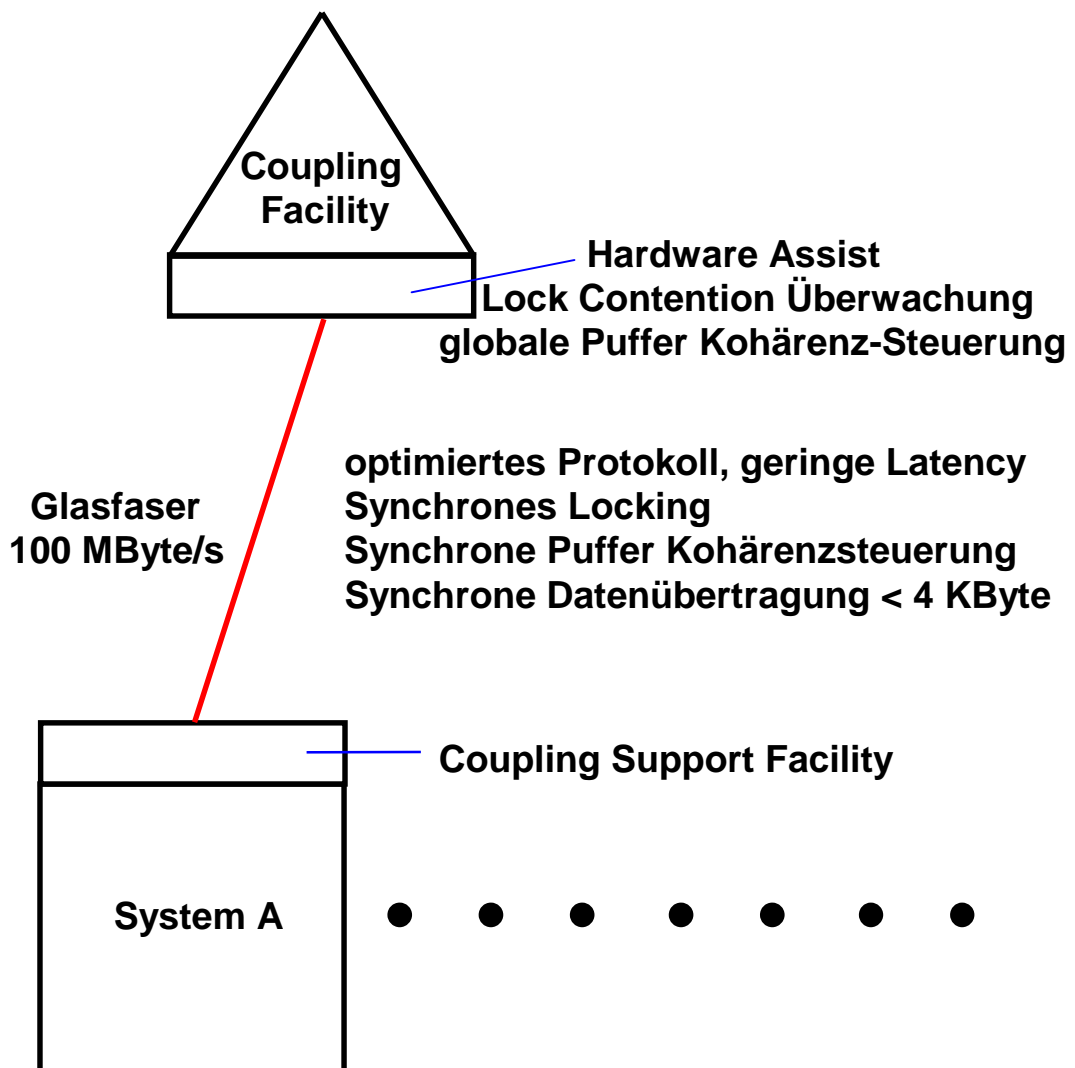 Coupling
Facility
Hardware Assist
Lock Contention Überwachung
globale Puffer Kohärenz-Steuerung
optimiertes Protokoll, geringe Latency
Synchrones Locking
Synchrone Puffer Kohärenzsteuerung
Synchrone Datenübertragung < 4 KByte
Glasfaser
100 MByte/s
Coupling Support Facility
System A